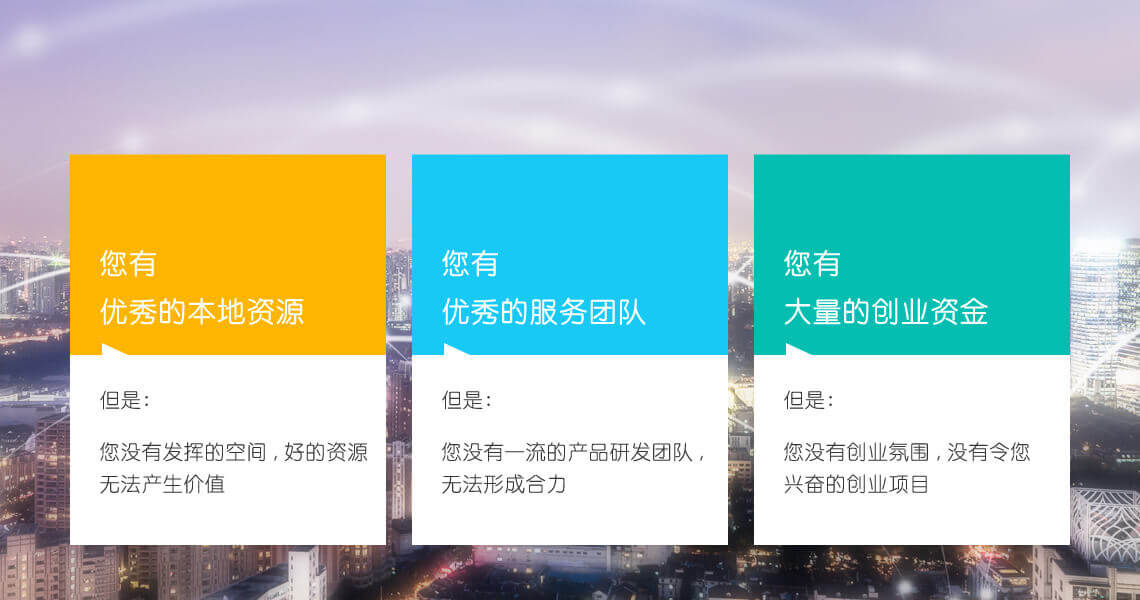 您有
优秀的本地资源
但是：
您没有发挥的空间，好的资源
无法产生价值
您有
优秀的服务团队
但是：
您没有一流的产品研发团队，
无法形成合力
您有
大量的创业资金
但是：
您没有创业氛围，没有令您
兴奋的创业项目